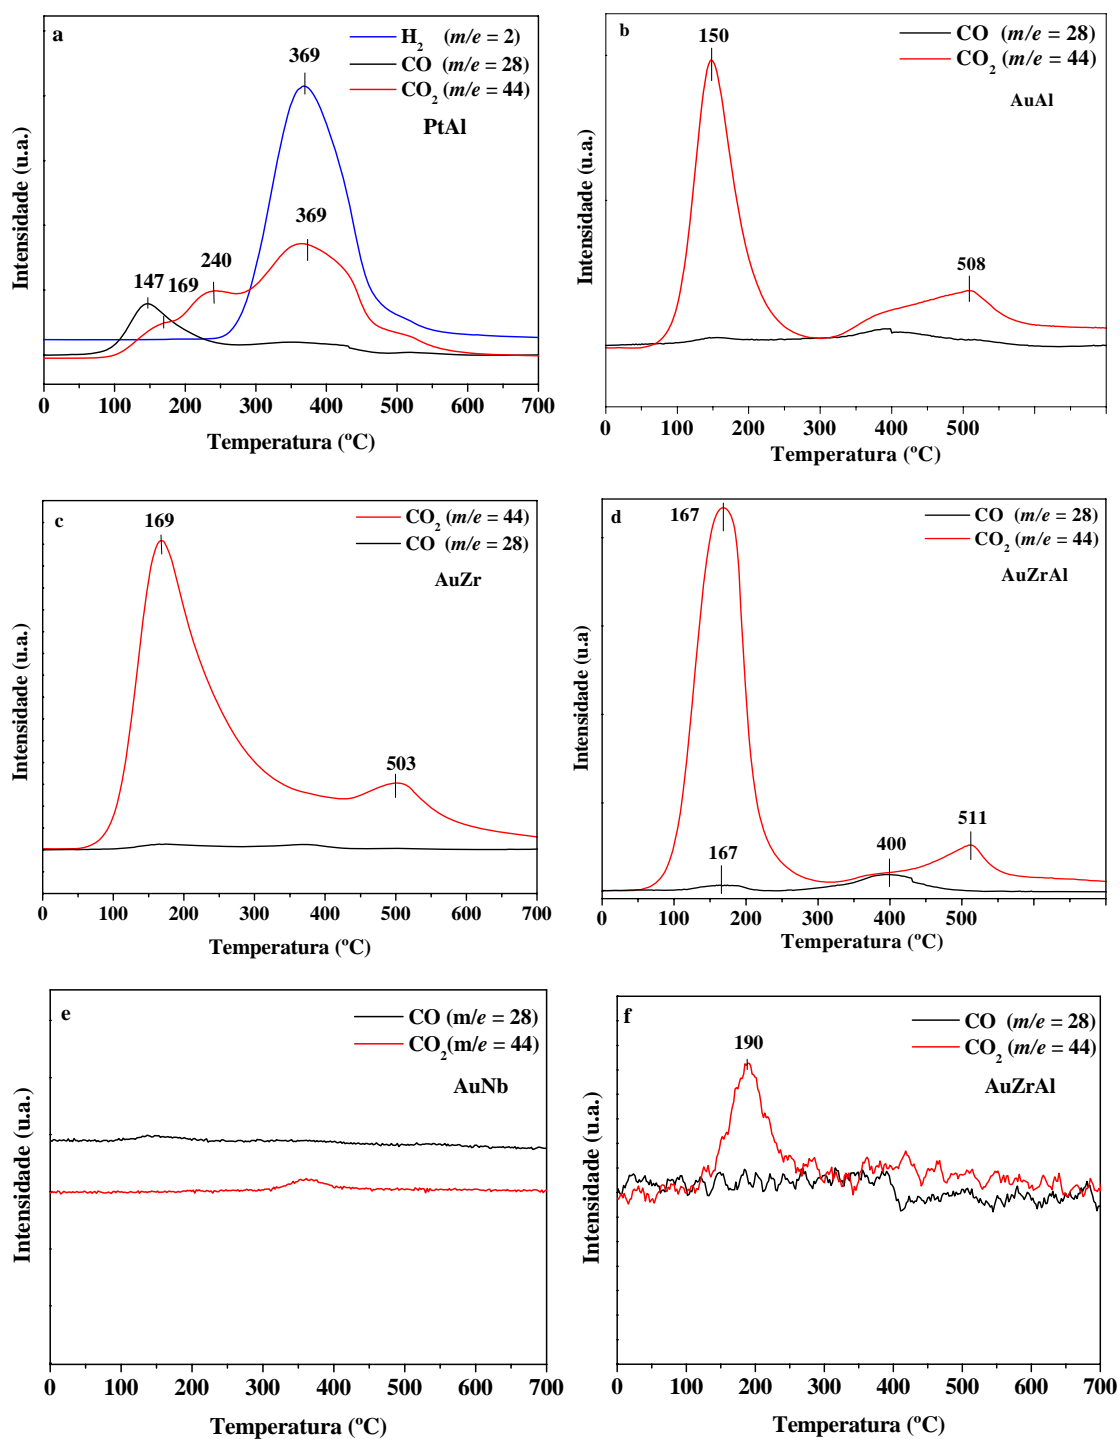 a
H2 (m/e = 2)
CO (m/e = 28)
CO2 (m/e = 44)
PtAl
369
369
240
147
169
Intensidade (u.a.)
0 100 200 300 400 500 600 700
Temperatura (ºC)
b
CO (m/e = 28)
CO2 (m/e = 44)
AuAl
150
508
Intensidade (u.a.)
0 100 200 300 400 500
Temperatura (ºC)
c
CO2 (m/e = 44)
CO (m/e = 28)
AuZr
169
503
Intensidade (u.a.)
0 100 200 300 400 500 600 700
Temperatura (ºC)
d
CO (m/e = 28)
CO2 (m/e = 44)
AuZrAl
167
167
400
511
Intensidade (u.a)
0 100 200 300 400 500
Temperatura (ºC)
e
CO (m/e = 28)
CO2(m/e = 44)
AuNb
Intensidade (u.a.)
0 100 200 300 400 500 600 700
Temperatura (ºC)
f
CO (m/e = 28)
CO2 (m/e = 44)
AuZrAl
190
Intensidade (u.a.)
0 100 200 300 400 500 600 700
Temperatura (ºC)